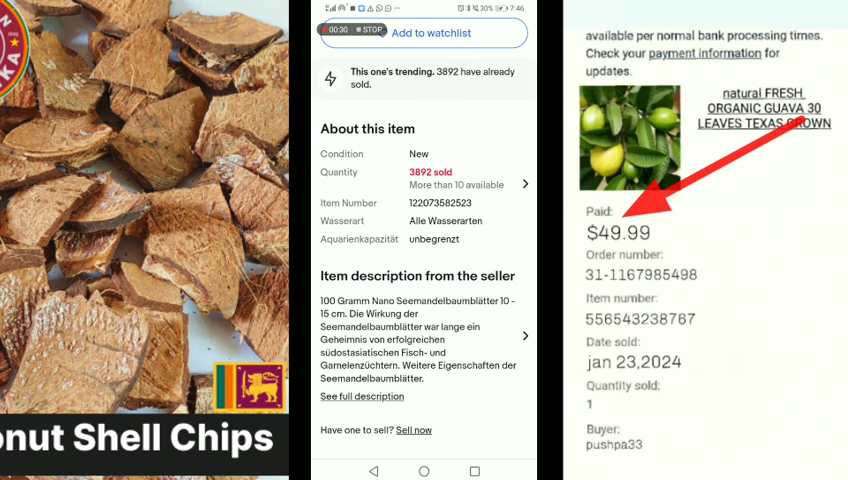 onut Shell Chips
00:30 STOP
30% 7:46
Add to watchlist
This one's trending. 3892 have already
sold.
About this item
Condition New
Quantity 3892 sold
More than 10 available
Item Number 122073582523
Wasserart Alle Wasserarten
Aquarienkapazität unbegrenzt
Item description from the seller
100 Gramm Nano Seemandelbaumblätter 10 -
15 cm. Die Wirkung der
Seemandelbaumblätter war lange ein
Geheimnis von erfolgreichen
südostasiatischen Fisch- und
Garnelenzüchtern. Weitere Eigenschaften der
Seemandelbaumblätter.
See full description
Have one to sell? Sell now
available per normal bank processing times.
Check your payment information for
updates.
natural FRESH
ORGANIC GUAVA 30
LEAVES TEXAS GROWN
Paid:
$49.99
Order number:
31-1167985498
Item number:
556543238767
Date sold:
jan 23,2024
Quantity sold:
1
Buyer:
pushpa33